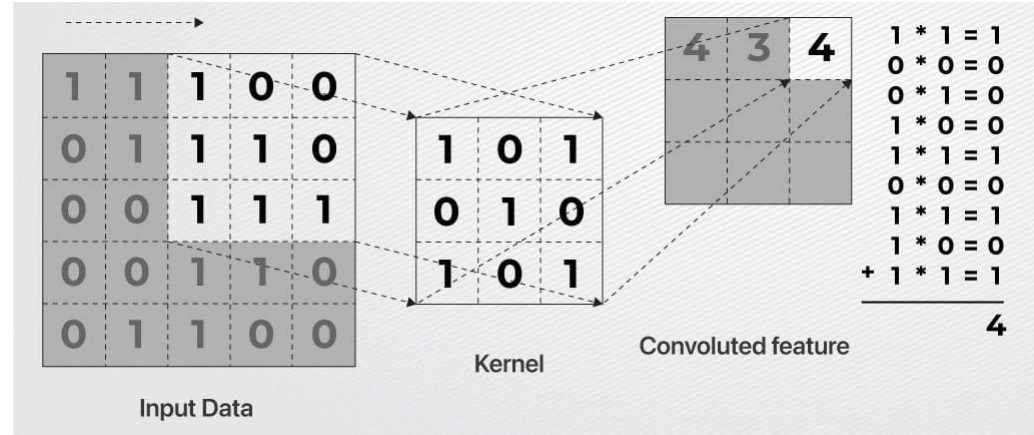 1 1 1 0 0
0 1 1 1 0
0 0 1 1 1
0 0 1 1 0
0 1 1 0 0
Input Data
1 0 1
0 1 0
1 0 1
Kernel
4 3 4
Convoluted feature
1 * 1 = 1
0 * 0 = 0
0 * 1 = 0
1 * 0 = 0
1 * 1 = 1
0 * 0 = 0
1 * 1 = 1
1 * 0 = 0
+ 1 * 1 = 1
4